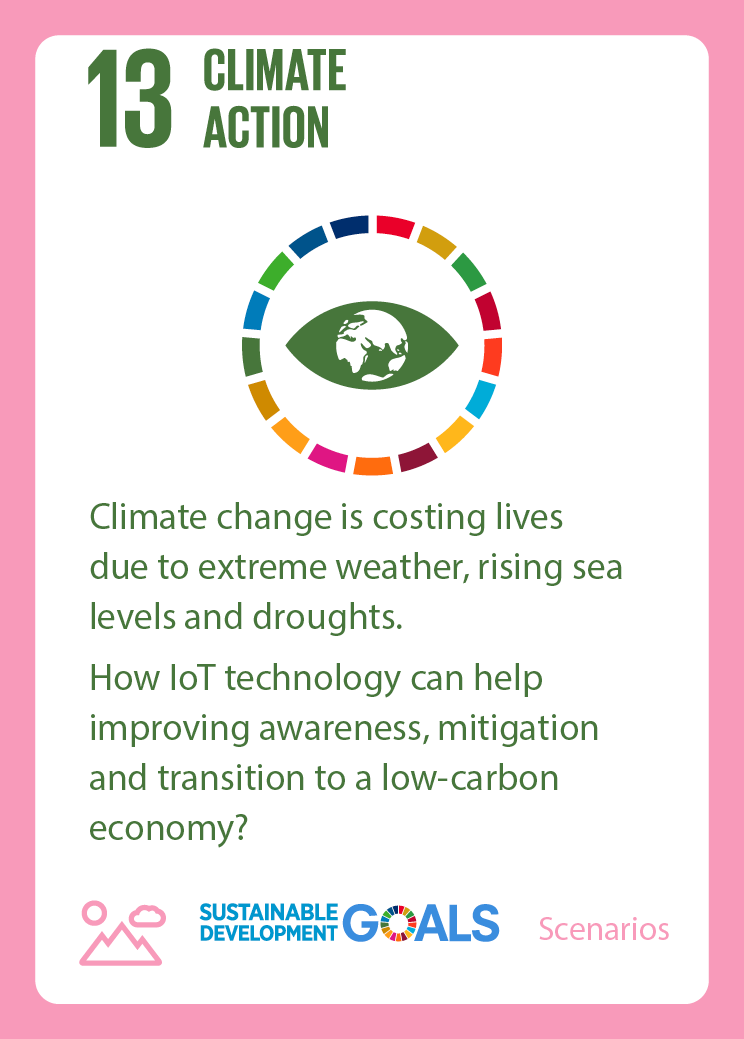 13 CLIMATE
ACTION
Climate change is costing lives
due to extreme weather, rising sea
levels and droughts.
How IoT technology can help
improving awareness, mitigation
and transition to a low-carbon
economy?
SUSTAINABLE
DEVELOPMENT GOALS
Scenarios